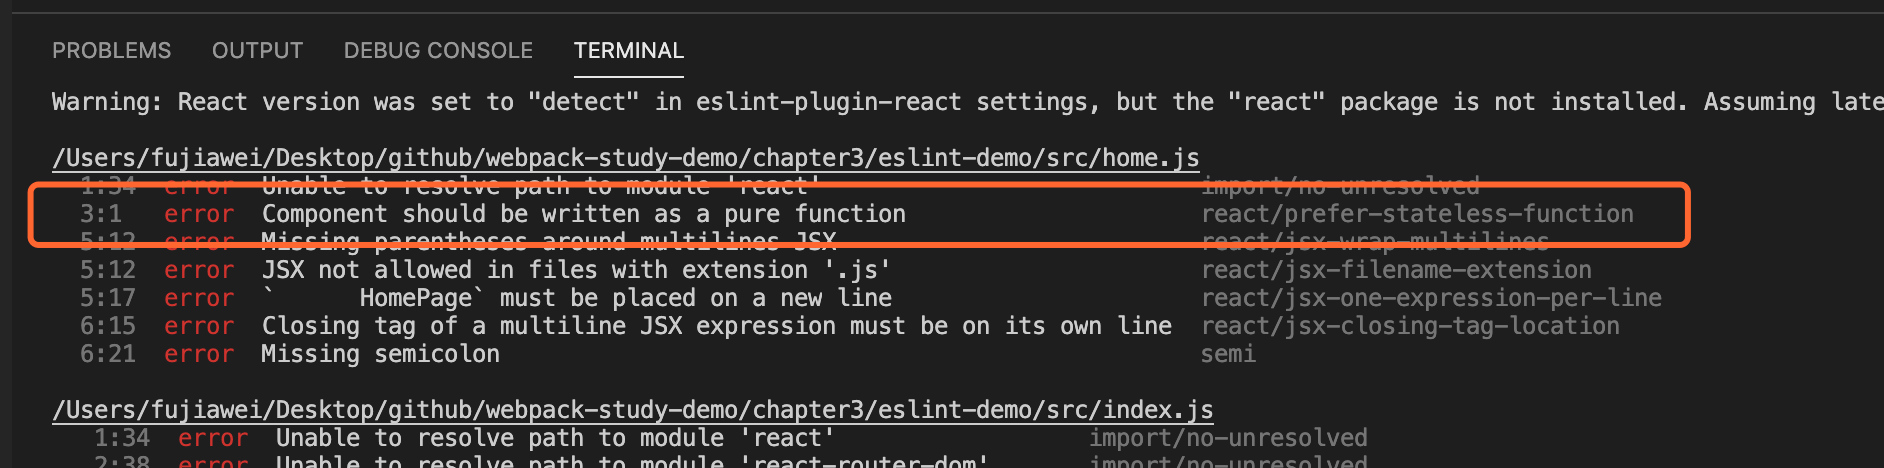 PROBLEMS OUTPUT DEBUG CONSOLE TERMINAL
Warning: React version was set to "detect" in eslint-plugin-react settings, but the "react" package is not installed. Assuming late
/Users/fujiawei/Desktop/github/webpack-study-demo/chapter3/eslint-demo/src/home.js
1:34 error Unable to resolve path to module 'react' import/no-unresolved
3:1 error Component should be written as a pure function react/prefer-stateless-function
5:12 error Missing parentheses around multilines JSX react/jsx-wrap-multilines
5:12 error JSX not allowed in files with extension '.js' react/jsx-filename-extension
5:17 error `      HomePage` must be placed on a new line react/jsx-one-expression-per-line
6:15 error Closing tag of a multiline JSX expression must be on its own line react/jsx-closing-tag-location
6:21 error Missing semicolon semi
/Users/fujiawei/Desktop/github/webpack-study-demo/chapter3/eslint-demo/src/index.js
1:34 error Unable to resolve path to module 'react' import/no-unresolved
2:38 error Unable to resolve path to module 'react-router-dom' import/no-unresolved